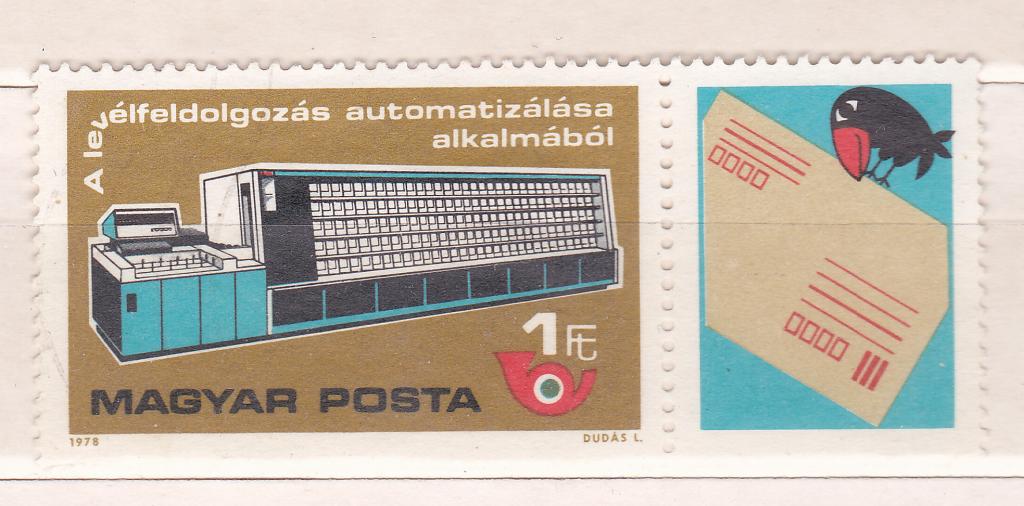 A levélfeldolgozás automatizálása
alkalmából
1 Ft
MAGYAR POSTA
1978
DUDÁS L.